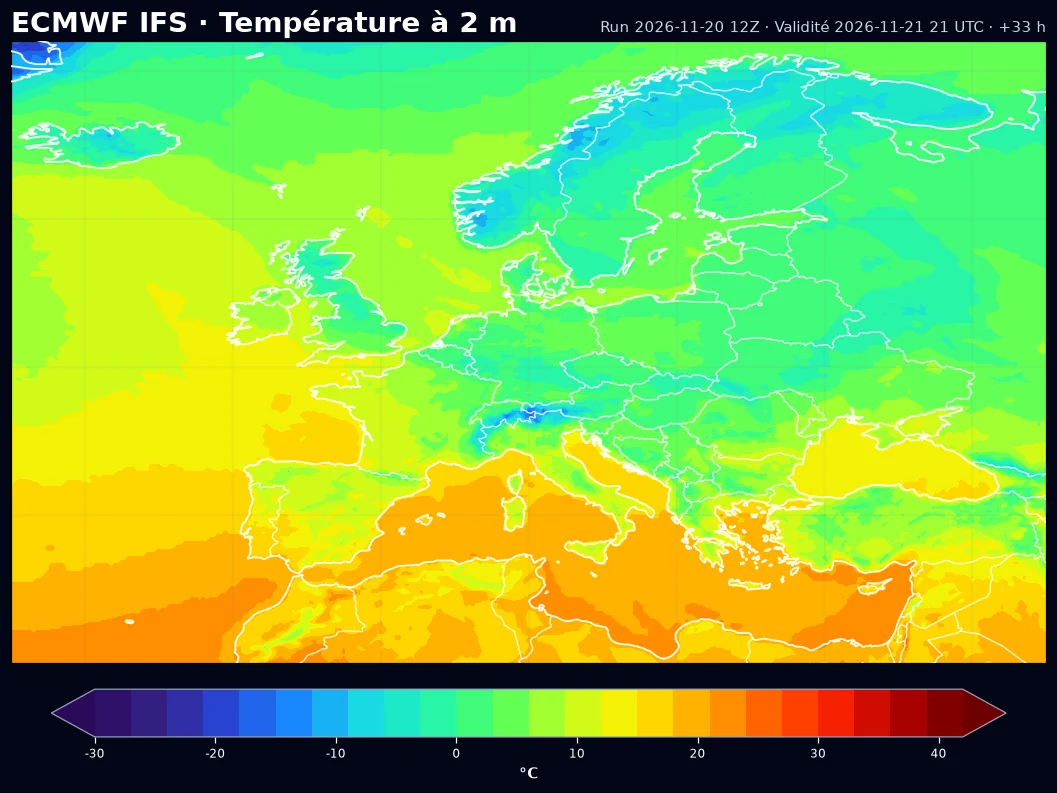 ECMWF IFS · Température à 2 m
Run 2026-11-20 12Z · Validité 2026-11-21 21 UTC · +33 h
-30 -20 -10 0 10 20 30 40
°C